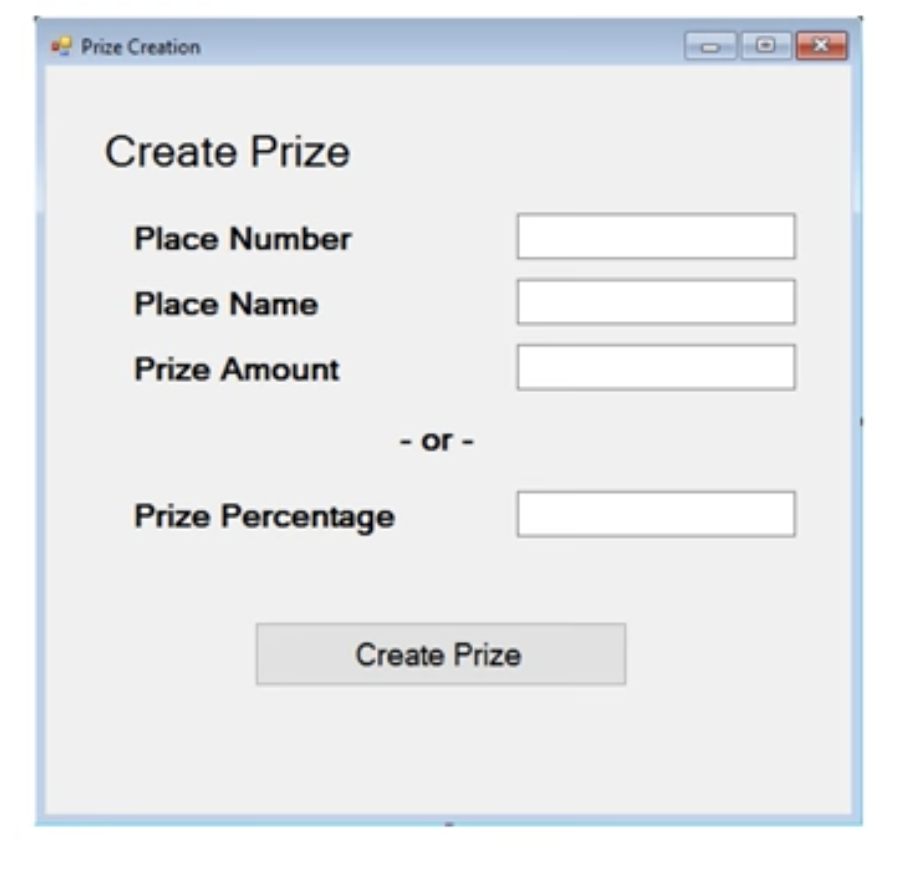 Prize Creation
Create Prize
Place Number
Place Name
Prize Amount
- or -
Prize Percentage
Create Prize